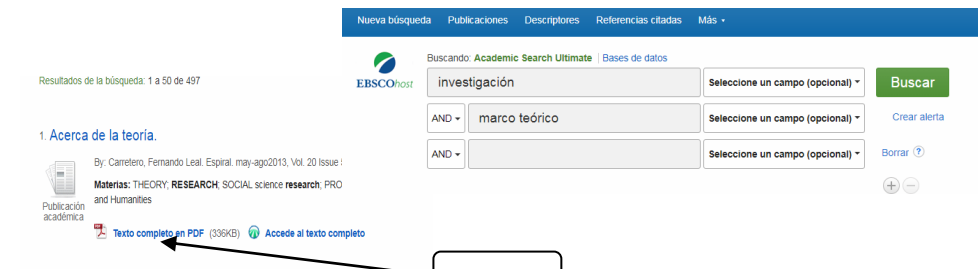 Nueva búsqueda Publicaciones Descriptores Referencias citadas Más
Buscando: Academic Search Ultimate | Bases de datos
EBSCOhost
investigación Seleccione un campo (opcional) Buscar
AND marco teórico Seleccione un campo (opcional) Crear alerta
AND Seleccione un campo (opcional) Borrar ?
Resultados de la búsqueda: 1 a 50 de 497
1. Acerca de la teoría.
By: Carretero, Fernando Leal. Espiral. may-ago2013, Vol. 20 Issue
Materias: THEORY; RESEARCH; SOCIAL science research; PRO
and Humanities
Publicación
académica
Texto completo en PDF (336KB) Accede al texto completo